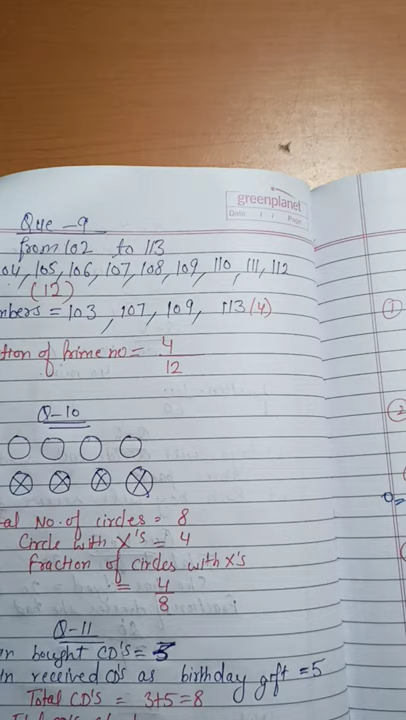 greenplanet
Date / / Page
Que -9
from 102 to 113
04, 105, 106, 107, 108, 109, 110, 111, 112
(12)
mbers = 103, 107, 109, 113 (4)
tion of Prime no = 4
12
Q-10
al No. of circles = 8
Circle with X's = 4
Fraction of circles with X's
= 4
8
Q-11
n bought CD'S =
n received CD's as birthday gift = 5
Total CD's = 3+5=8
1
2